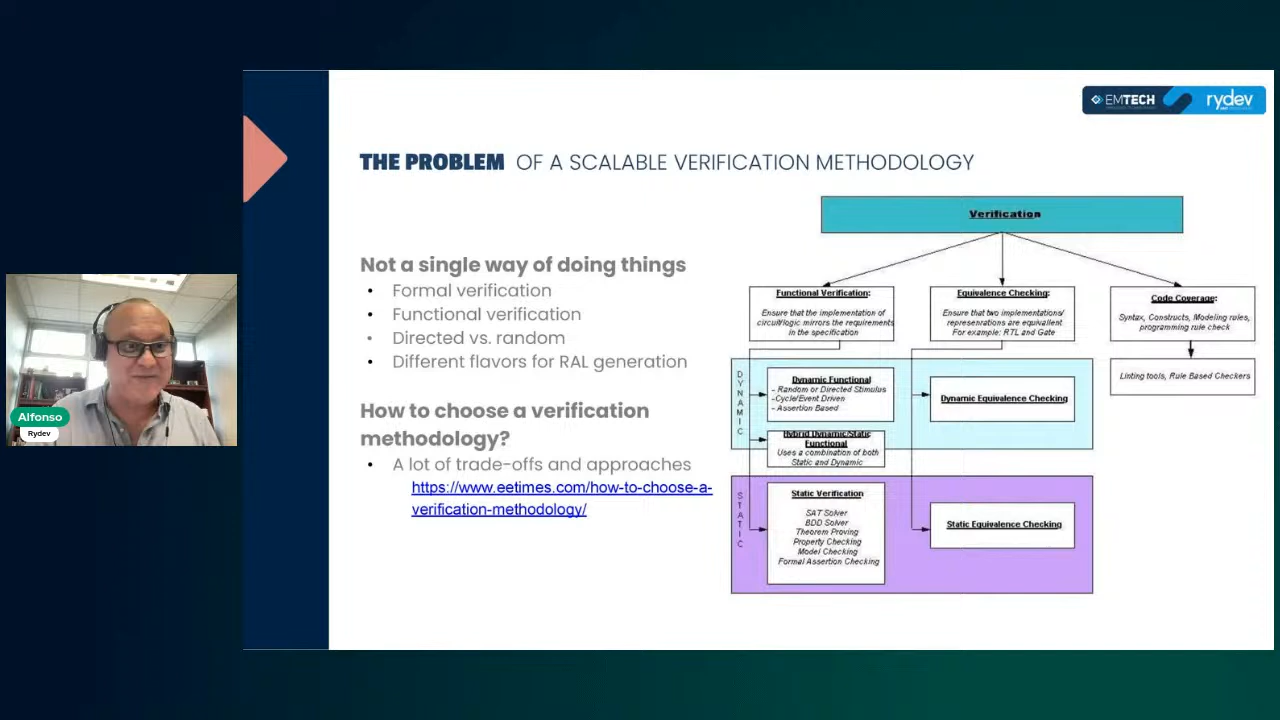 EMTECH
rydev
THE PROBLEM OF A SCALABLE VERIFICATION METHODOLOGY
Not a single way of doing things
• Formal verification
• Functional verification
• Directed vs. random
• Different flavors for RAL generation
How to choose a verification
methodology?
• A lot of trade-offs and approaches
https://www.eetimes.com/how-to-choose-a-
verification-methodology/
Verification
Functional Verification:
Ensure that the implementation of
circuit/logic mirrors the requirements
in the specification
Equivalence Checking:
Ensure that two implementations/
represenrations are equivalent
For example: RTL and Gate
Code Coverage:
Syntax, Constructs, Modeling rules,
programming rule check
Linting tools, Rule Based Checkers
DYNAMIC
Dynamic Functional
- Random or Directed Stimulus
-Cycle/Event Driven
- Assertion Based
Dynamic Equivalence Checking
Hybrid Dynamic/Static
Functional
Uses a combination of both
Static and Dynamic
STATIC
Static Verification
SAT Solver
BDD Solver
Theorem Proving
Property Checking
Model Checking
Formal Assertion Checking
Static Equivalence Checking
Alfonso
Rydev